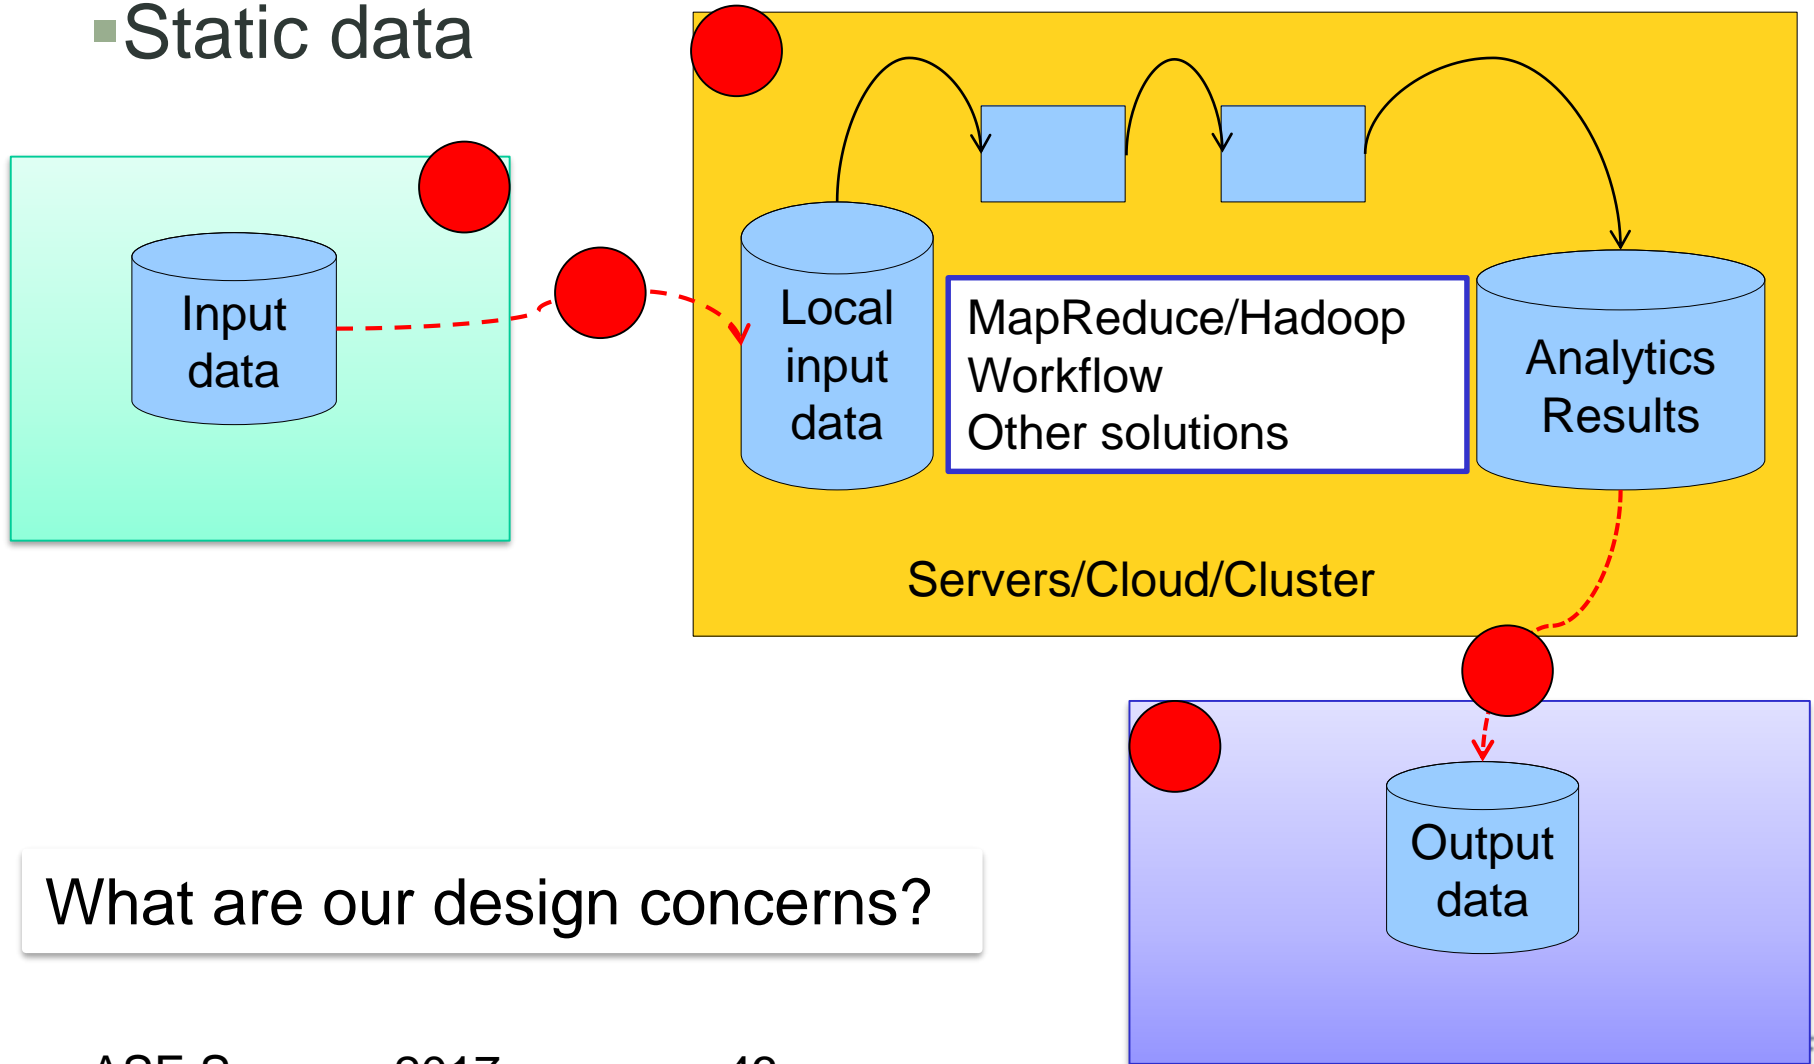 ▪Static data
Input
data
Local
input
data
MapReduce/Hadoop
Workflow
Other solutions
Analytics
Results
Servers/Cloud/Cluster
Output
data
What are our design concerns?